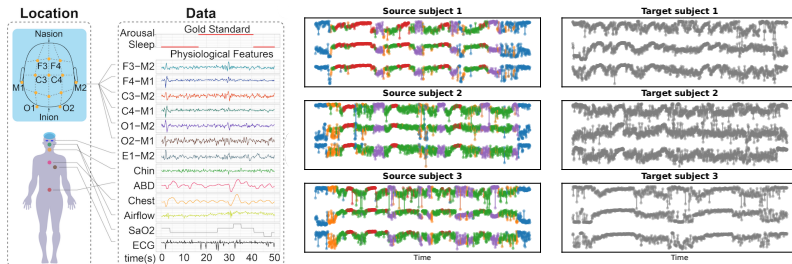 Location
Nasion
F3 F4
C3 C4
M1
M2
O1
O2
Inion
Data
Gold Standard
Arousal
Sleep
Physiological Features
F3−M2
F4−M1
C3−M2
C4−M1
O1−M2
O2−M1
E1−M2
Chin
ABD
Chest
Airflow
SaO2
ECG
time(s) 0 10 20 30 40 50
Source subject 1
Source subject 2
Source subject 3
Time
Target subject 1
Target subject 2
Target subject 3
Time